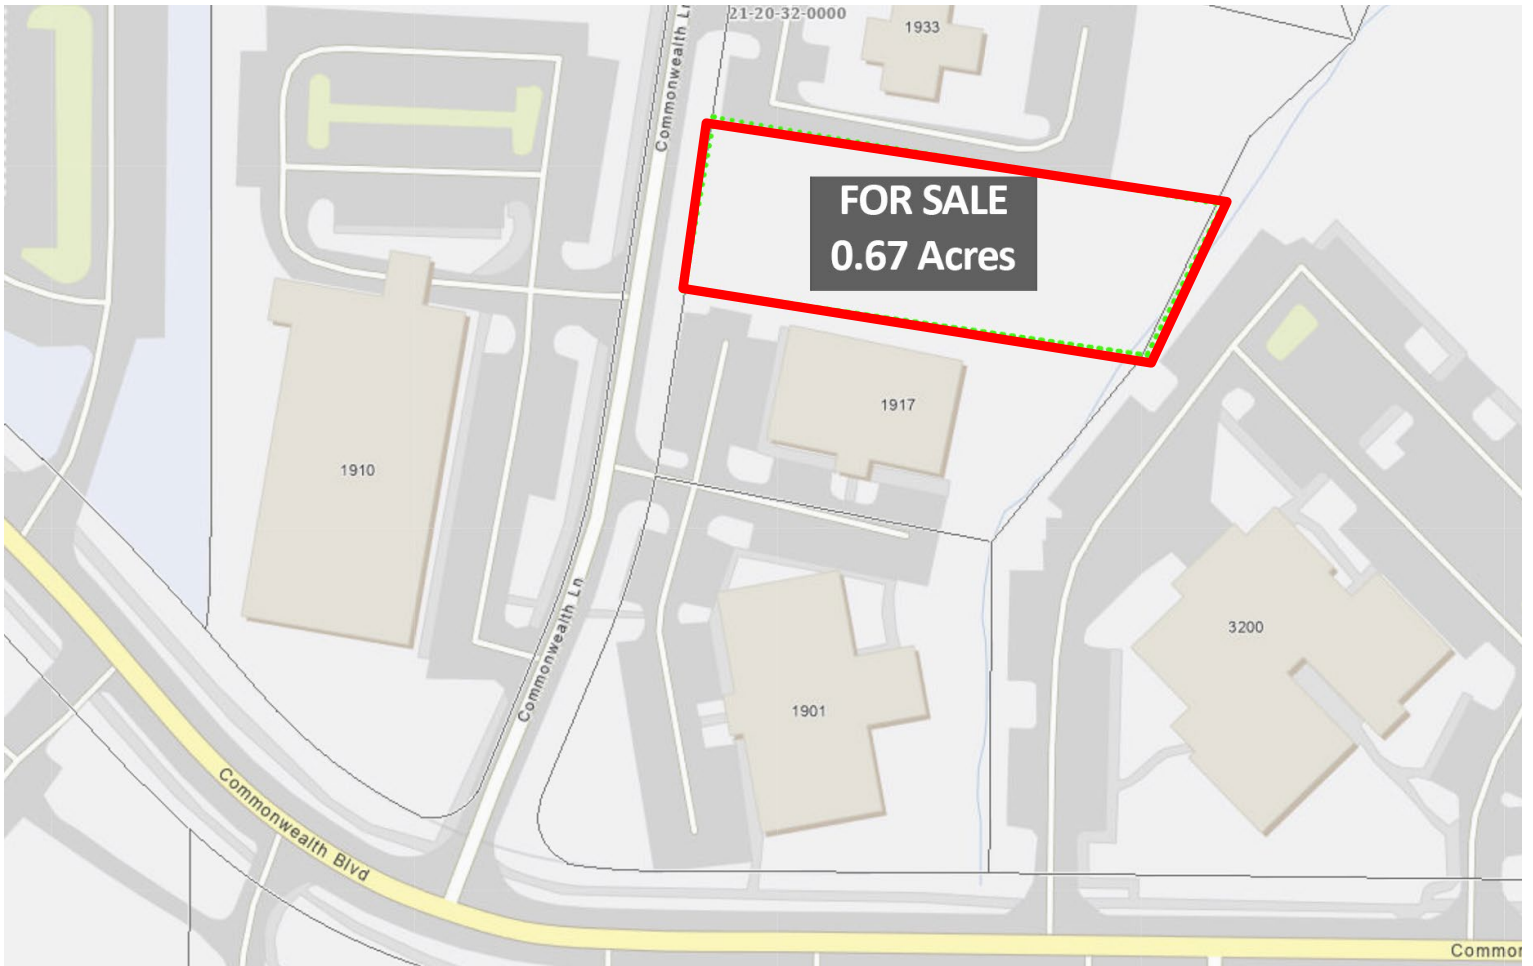 21-20-32-0000
1933
Commonwealth Ln
FOR SALE
0.67 Acres
1917
1910
Commonwealth Ln
3200
1901
Commonwealth Blvd
Common